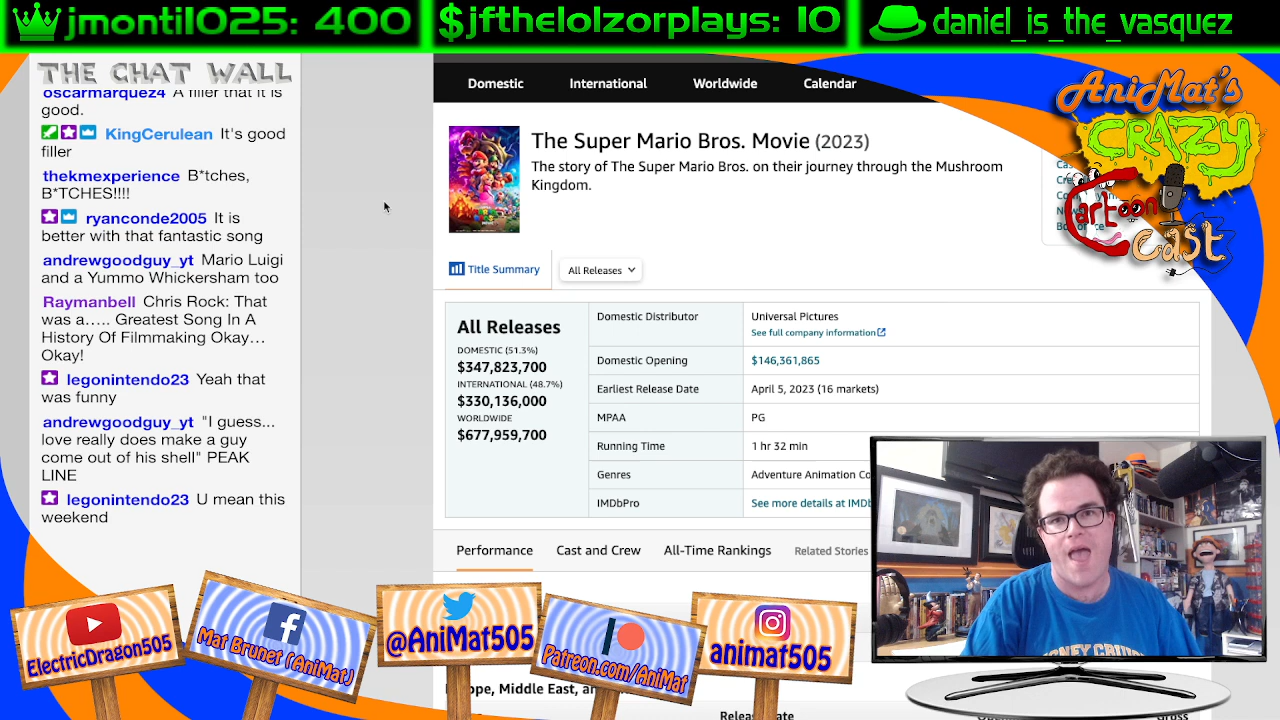 jmonti1025: 400
$jfthelolzorplays: 10
daniel_is_the_vasquez
THE CHAT WALL
oscarmarquez4 A filler that it is
good.
KingCerulean It's good
filler
thekmexperience B*tches,
B*TCHES!!!!
ryanconde2005 It is
better with that fantastic song
andrewgoodguy_yt Mario Luigi
and a Yummo Whickersham too
Raymanbell Chris Rock: That
was a….. Greatest Song In A
History Of Filmmaking Okay…
Okay!
legonintendo23 Yeah that
was funny
andrewgoodguy_yt "I guess...
love really does make a guy
come out of his shell" PEAK
LINE
legonintendo23 U mean this
weekend
Domestic
International
Worldwide
Calendar
The Super Mario Bros. Movie (2023)
The story of The Super Mario Bros. on their journey through the Mushroom
Kingdom.
AniMat's
CRAZY
Cartoon
Cast
Title Summary
All Releases
All Releases
DOMESTIC (51.3%)
$347,823,700
INTERNATIONAL (48.7%)
$330,136,000
WORLDWIDE
$677,959,700
Domestic Distributor
Universal Pictures
See full company information
Domestic Opening
$146,361,865
Earliest Release Date
April 5, 2023 (16 markets)
MPAA
PG
Running Time
1 hr 32 min
Genres
Adventure Animation Co
IMDbPro
See more details at IMDb
Performance
Cast and Crew
All-Time Rankings
Related Stories
ElectricDragon505
Mat Brunet (AniMat)
@AniMat505
Patreon.com/AniMat
animat505